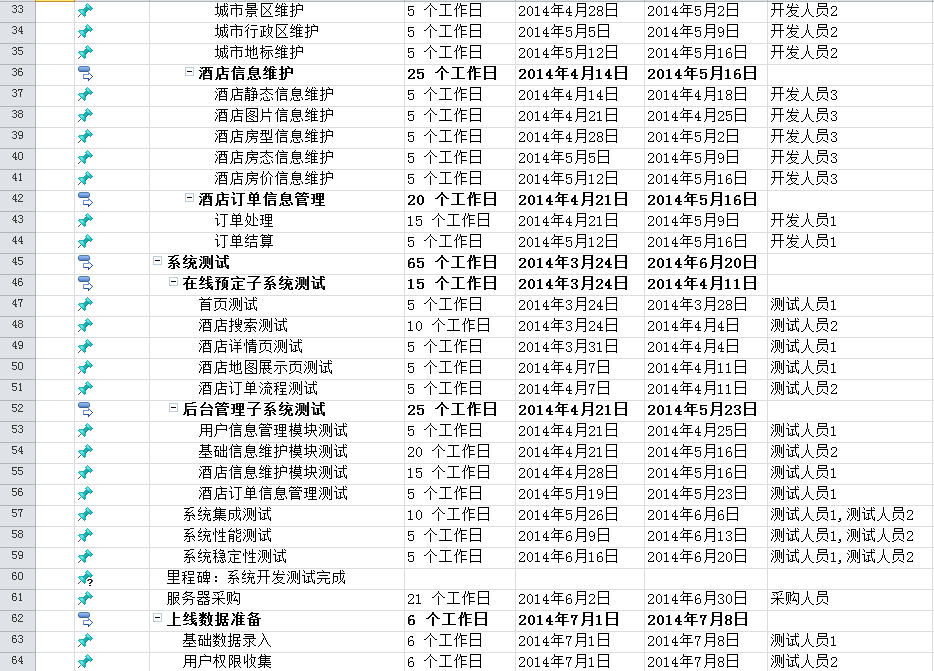 33 城市景区维护 5 个工作日 2014年4月28日 2014年5月2日 开发人员2
34 城市行政区维护 5 个工作日 2014年5月5日 2014年5月9日 开发人员2
35 城市地标维护 5 个工作日 2014年5月12日 2014年5月16日 开发人员2
36 酒店信息维护 25 个工作日 2014年4月14日 2014年5月16日
37 酒店静态信息维护 5 个工作日 2014年4月14日 2014年4月18日 开发人员3
38 酒店图片信息维护 5 个工作日 2014年4月21日 2014年4月25日 开发人员3
39 酒店房型信息维护 5 个工作日 2014年4月28日 2014年5月2日 开发人员3
40 酒店房态信息维护 5 个工作日 2014年5月5日 2014年5月9日 开发人员3
41 酒店房价信息维护 5 个工作日 2014年5月12日 2014年5月16日 开发人员3
42 酒店订单信息管理 20 个工作日 2014年4月21日 2014年5月16日
43 订单处理 15 个工作日 2014年4月21日 2014年5月9日 开发人员1
44 订单结算 5 个工作日 2014年5月12日 2014年5月16日 开发人员1
45 系统测试 65 个工作日 2014年3月24日 2014年6月20日
46 在线预定子系统测试 15 个工作日 2014年3月24日 2014年4月11日
47 首页测试 5 个工作日 2014年3月24日 2014年3月28日 测试人员1
48 酒店搜索测试 10 个工作日 2014年3月24日 2014年4月4日 测试人员2
49 酒店详情页测试 5 个工作日 2014年3月31日 2014年4月4日 测试人员1
50 酒店地图展示页测试 5 个工作日 2014年4月7日 2014年4月11日 测试人员1
51 酒店订单流程测试 5 个工作日 2014年4月7日 2014年4月11日 测试人员2
52 后台管理子系统测试 25 个工作日 2014年4月21日 2014年5月23日
53 用户信息管理模块测试 5 个工作日 2014年4月21日 2014年4月25日 测试人员1
54 基础信息维护模块测试 20 个工作日 2014年4月21日 2014年5月16日 测试人员2
55 酒店信息维护模块测试 15 个工作日 2014年4月28日 2014年5月16日 测试人员1
56 酒店订单信息管理测试 5 个工作日 2014年5月19日 2014年5月23日 测试人员1
57 系统集成测试 10 个工作日 2014年5月26日 2014年6月6日 测试人员1,测试人员2
58 系统性能测试 5 个工作日 2014年6月9日 2014年6月13日 测试人员1,测试人员2
59 系统稳定性测试 5 个工作日 2014年6月16日 2014年6月20日 测试人员1,测试人员2
60 里程碑：系统开发测试完成
61 服务器采购 21 个工作日 2014年6月2日 2014年6月30日 采购人员
62 上线数据准备 6 个工作日 2014年7月1日 2014年7月8日
63 基础数据录入 6 个工作日 2014年7月1日 2014年7月8日 测试人员1
64 用户权限收集 6 个工作日 2014年7月1日 2014年7月8日 测试人员2